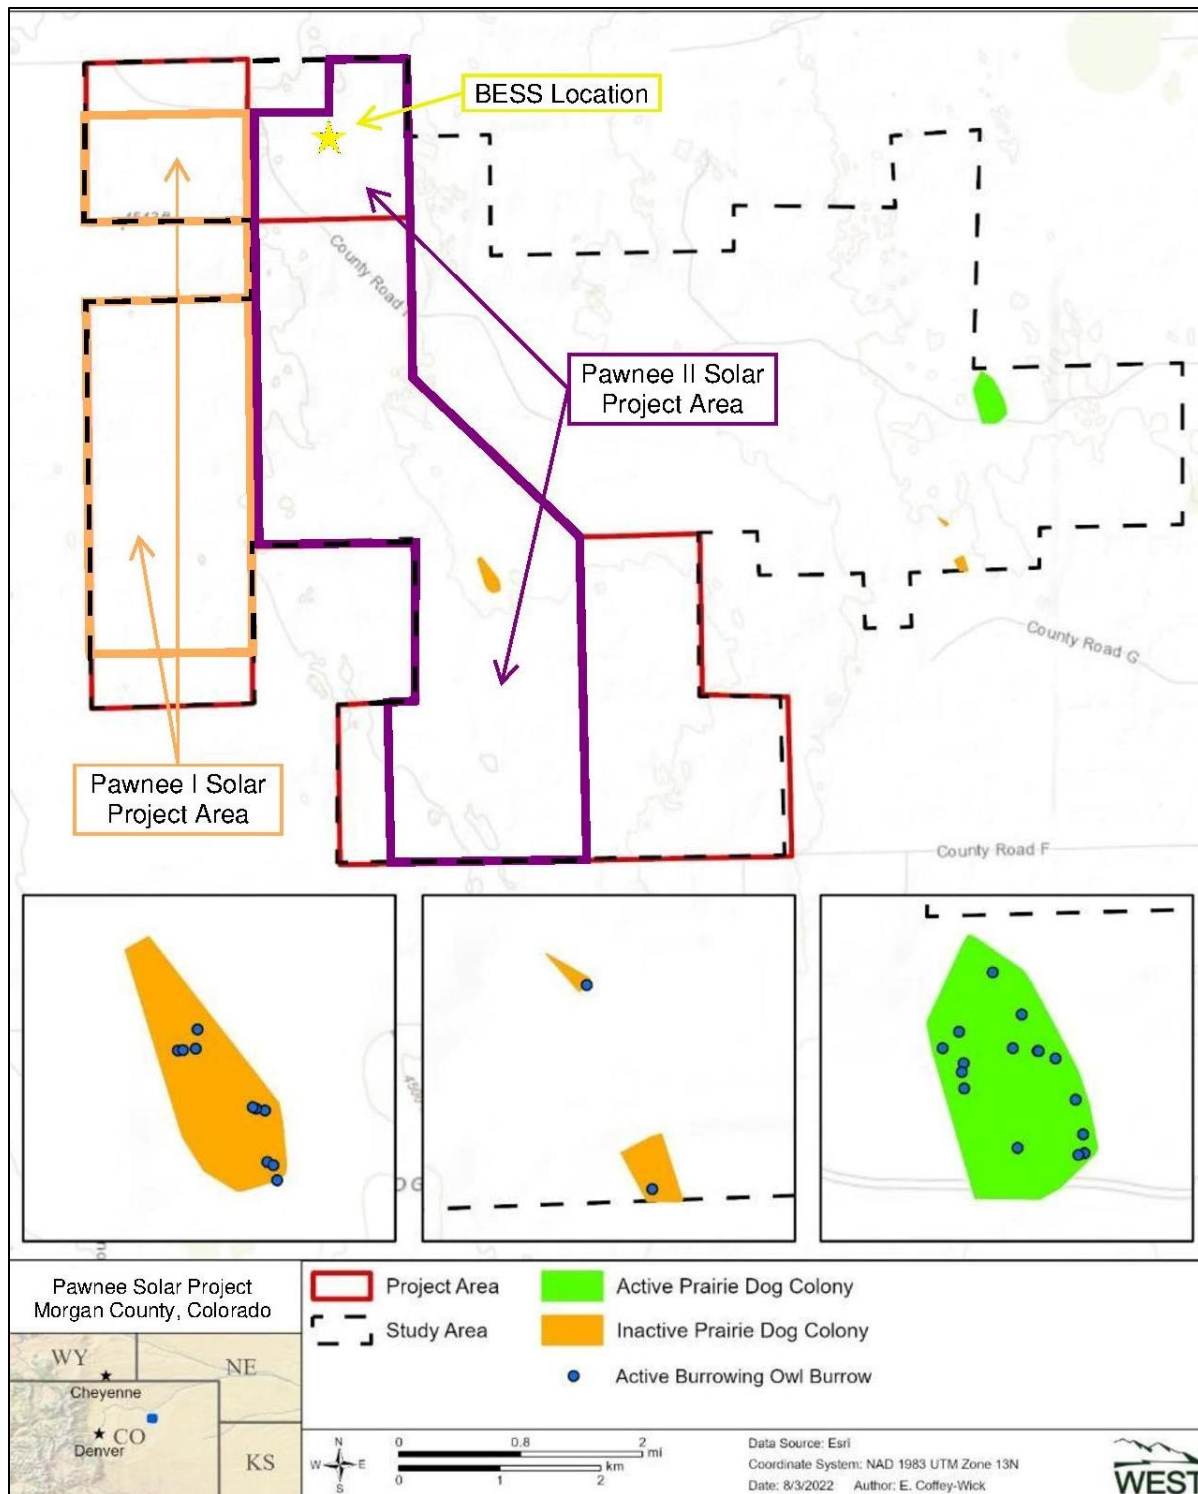 BESS Location
4542 ft
County Road I
Pawnee II Solar
Project Area
County Road G
Pawnee I Solar
Project Area
County Road F
4500
D G
Pawnee Solar Project
Morgan County, Colorado
Project Area
Study Area
Active Prairie Dog Colony
Inactive Prairie Dog Colony
Active Burrowing Owl Burrow
WY
NE
Cheyenne
CO
Denver
KS
N
W E
S
0 0.8 2
mi
0 1 2
km
Data Source: Esri
Coordinate System: NAD 1983 UTM Zone 13N
Date: 8/3/2022 Author: E. Coffey-Wick
WEST